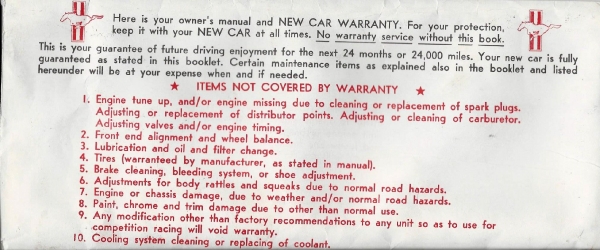 Here is your owner's manual and NEW CAR WARRANTY. For your protection,
keep it with your NEW CAR at all times. No warranty service without this book.
This is your guarantee of future driving enjoyment for the next 24 months or 24,000 miles. Your new car is fully
guaranteed as stated in this booklet. Certain maintenance items as explained also in the booklet and listed
hereunder will be at your expense when and if needed.
★ ITEMS NOT COVERED BY WARRANTY ★
1. Engine tune up, and/or engine missing due to cleaning or replacement of spark plugs.
Adjusting or replacement of distributor points. Adjusting or cleaning of carburetor.
Adjusting valves and/or engine timing.
2. Front end alignment and wheel balance.
3. Lubrication and oil and filter change.
4. Tires (warranteed by manufacturer, as stated in manual).
5. Brake cleaning, bleeding system, or shoe adjustment.
6. Adjustments for body rattles and squeaks due to normal road hazards.
7. Engine or chassis damage, due to weather and/or normal road hazards.
8. Paint, chrome and trim damage due to other than normal use.
9. Any modification other than factory recommendations to any unit so as to use for
competition racing will void warranty.
10. Cooling system cleaning or replacing of coolant.